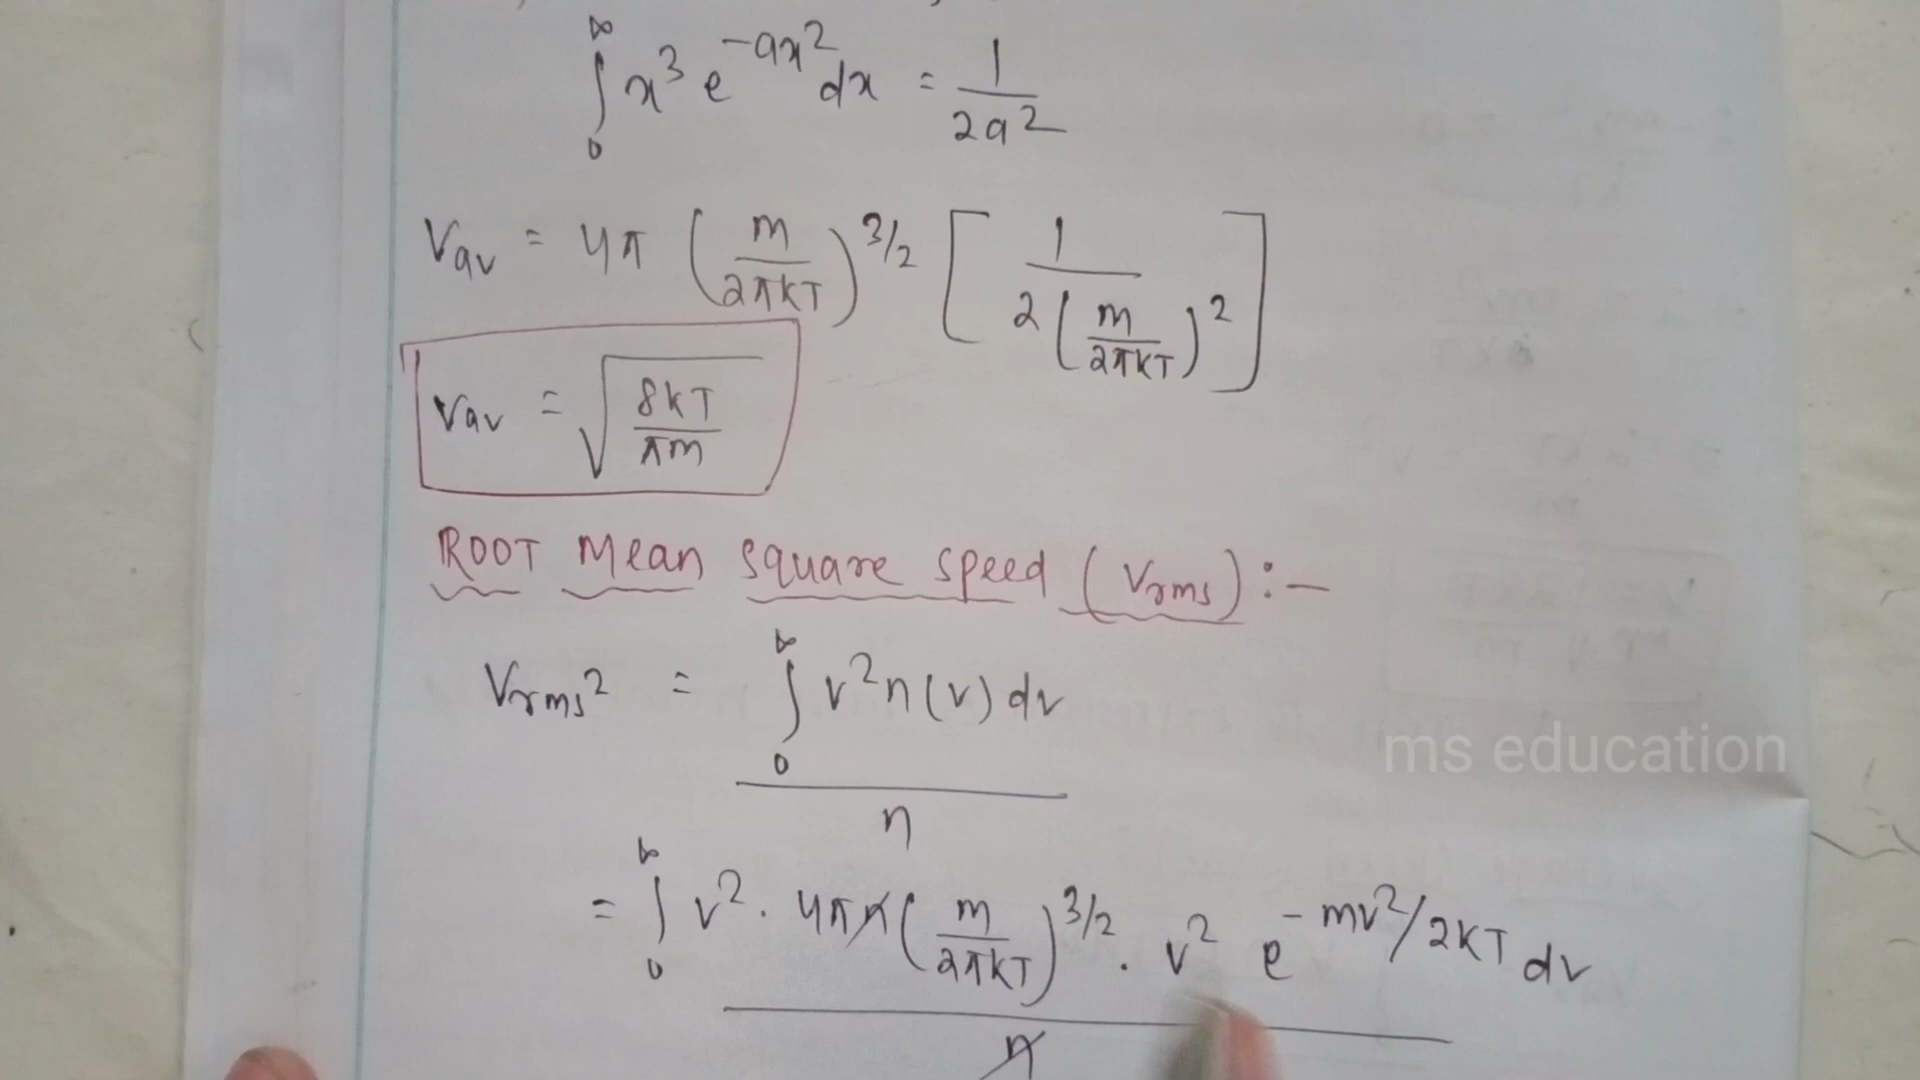 ∞∫0 x³ e^(-ax²) dx = 1/(2a²)
Vav = 4π (m/2πkT)^(3/2) [1/(2(m/2πkT)²)]
Vav = √(8kT/πm)
ROOT Mean square speed (Vrms) :-
Vrms² = ∞∫0 v² n(v) dv / n
ms education
= ∞∫0 v² · 4πn (m/2πkT)^(3/2) · v² e^(-mv²/2kT) dv / n